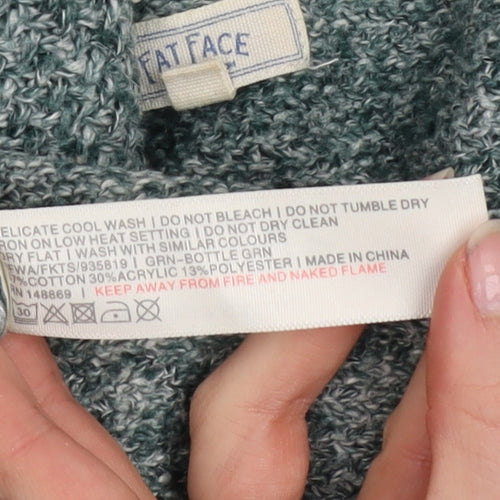 FAT FACE
ELICATE COOL WASH | DO NOT BLEACH | DO NOT TUMBLE DRY
RON ON LOW HEAT SETTING | DO NOT DRY CLEAN
DRY FLAT | WASH WITH SIMILAR COLOURS
FWA/FKTS/935819 | GRN-BOTTLE GRN
7%COTTON 30%ACRYLIC 13%POLYESTER | MADE IN CHINA
N 148869 | KEEP AWAY FROM FIRE AND NAKED FLAME
30